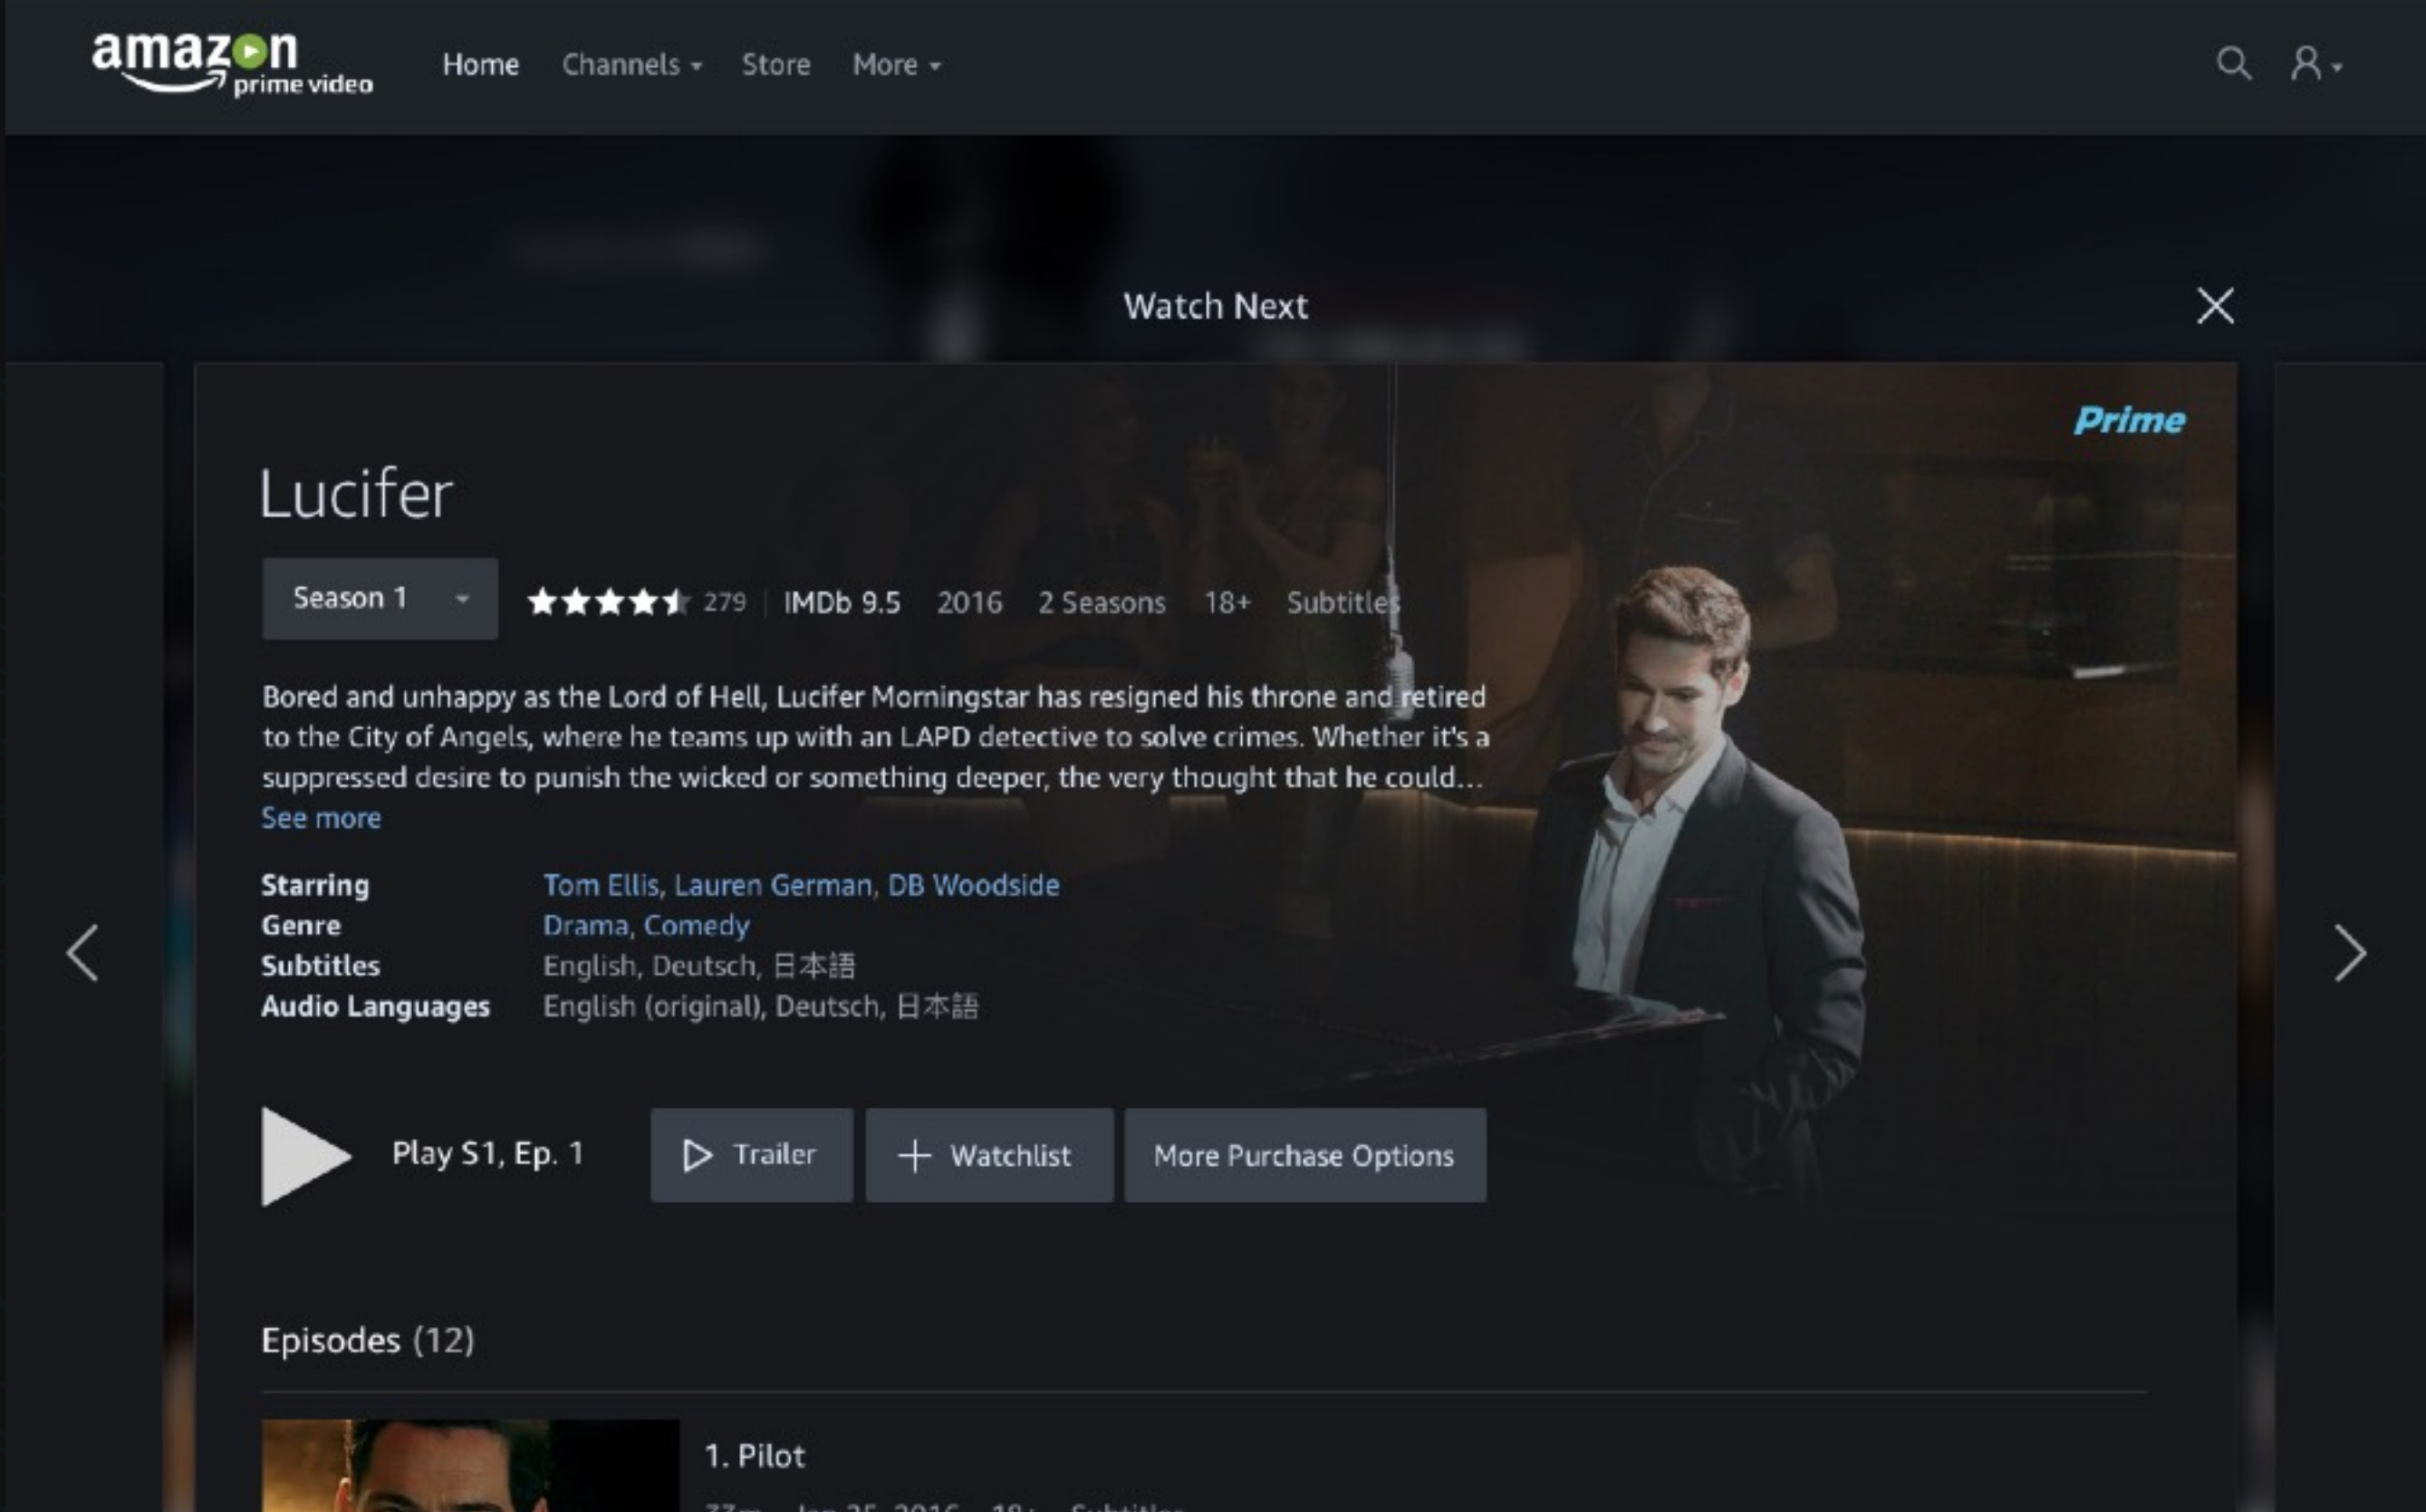 amazon
prime video
Home
Channels
Store
More
Watch Next
Prime
Lucifer
Season 1
279
IMDb 9.5 2016 2 Seasons 18+ Subtitles
Bored and unhappy as the Lord of Hell, Lucifer Morningstar has resigned his throne and retired
to the City of Angels, where he teams up with an LAPD detective to solve crimes. Whether it's a
suppressed desire to punish the wicked or something deeper, the very thought that he could...
See more
Starring Tom Ellis, Lauren German, DB Woodside
Genre Drama, Comedy
Subtitles English, Deutsch, 日本語
Audio Languages English (original), Deutsch, 日本語
Play S1, Ep. 1
Trailer
Watchlist
More Purchase Options
Episodes (12)
1. Pilot
2016 18+ Subtitles